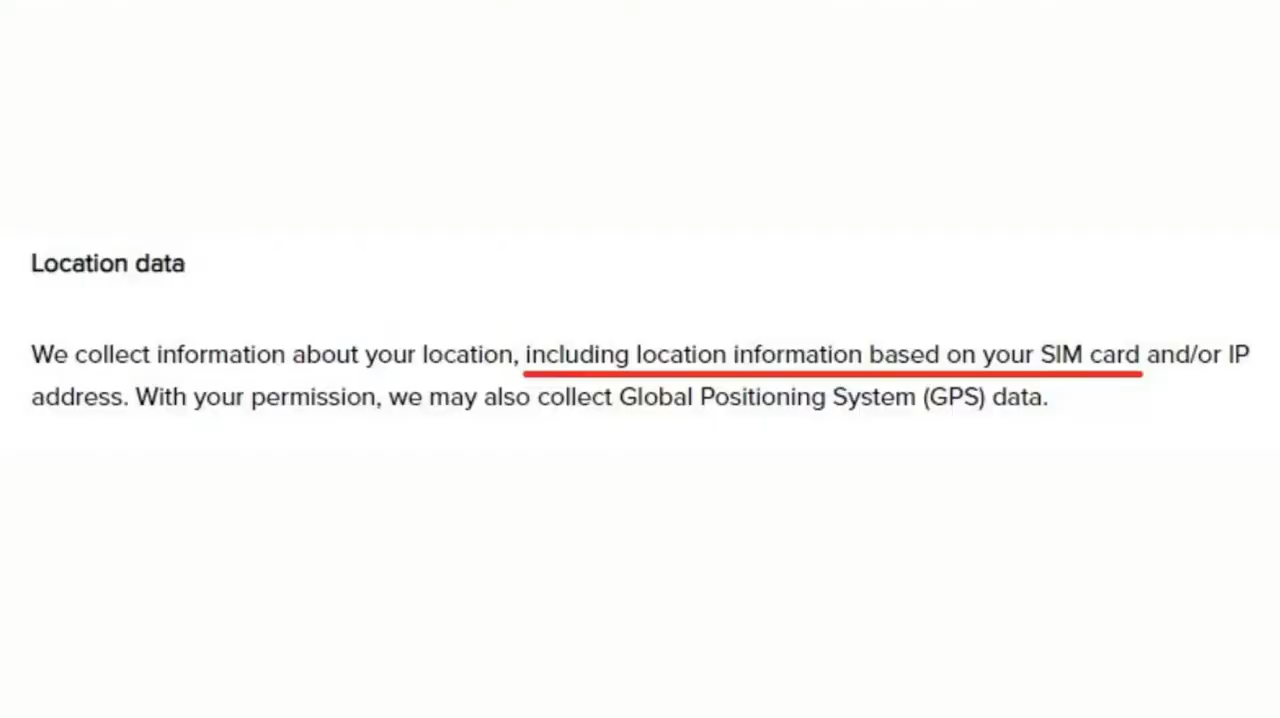 Location data
We collect information about your location, including location information based on your SIM card and/or IP
address. With your permission, we may also collect Global Positioning System (GPS) data.